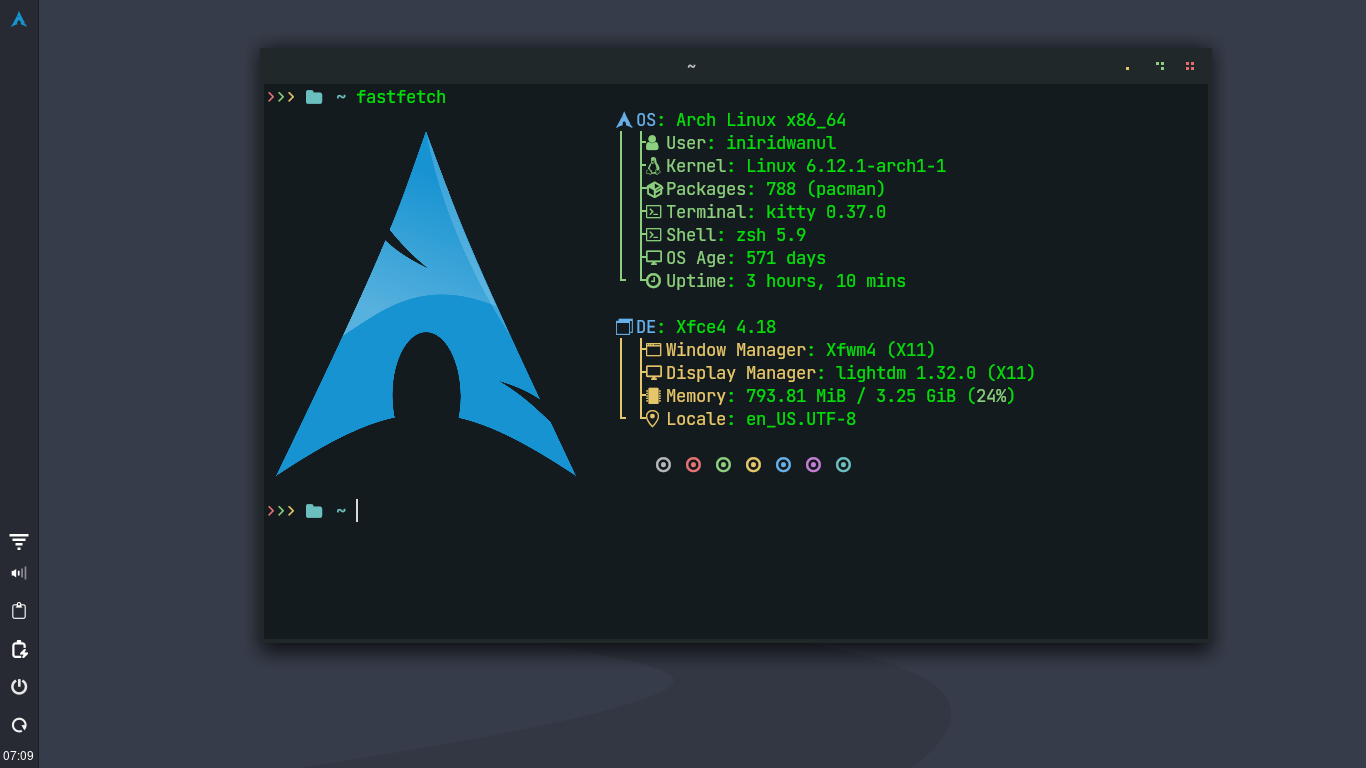 ~
~ fastfetch
OS: Arch Linux x86_64
User: iniridwanul
Kernel: Linux 6.12.1-arch1-1
Packages: 788 (pacman)
Terminal: kitty 0.37.0
Shell: zsh 5.9
OS Age: 571 days
Uptime: 3 hours, 10 mins
DE: Xfce4 4.18
Window Manager: Xfwm4 (X11)
Display Manager: lightdm 1.32.0 (X11)
Memory: 793.81 MiB / 3.25 GiB (24%)
Locale: en_US.UTF-8
~
07:09